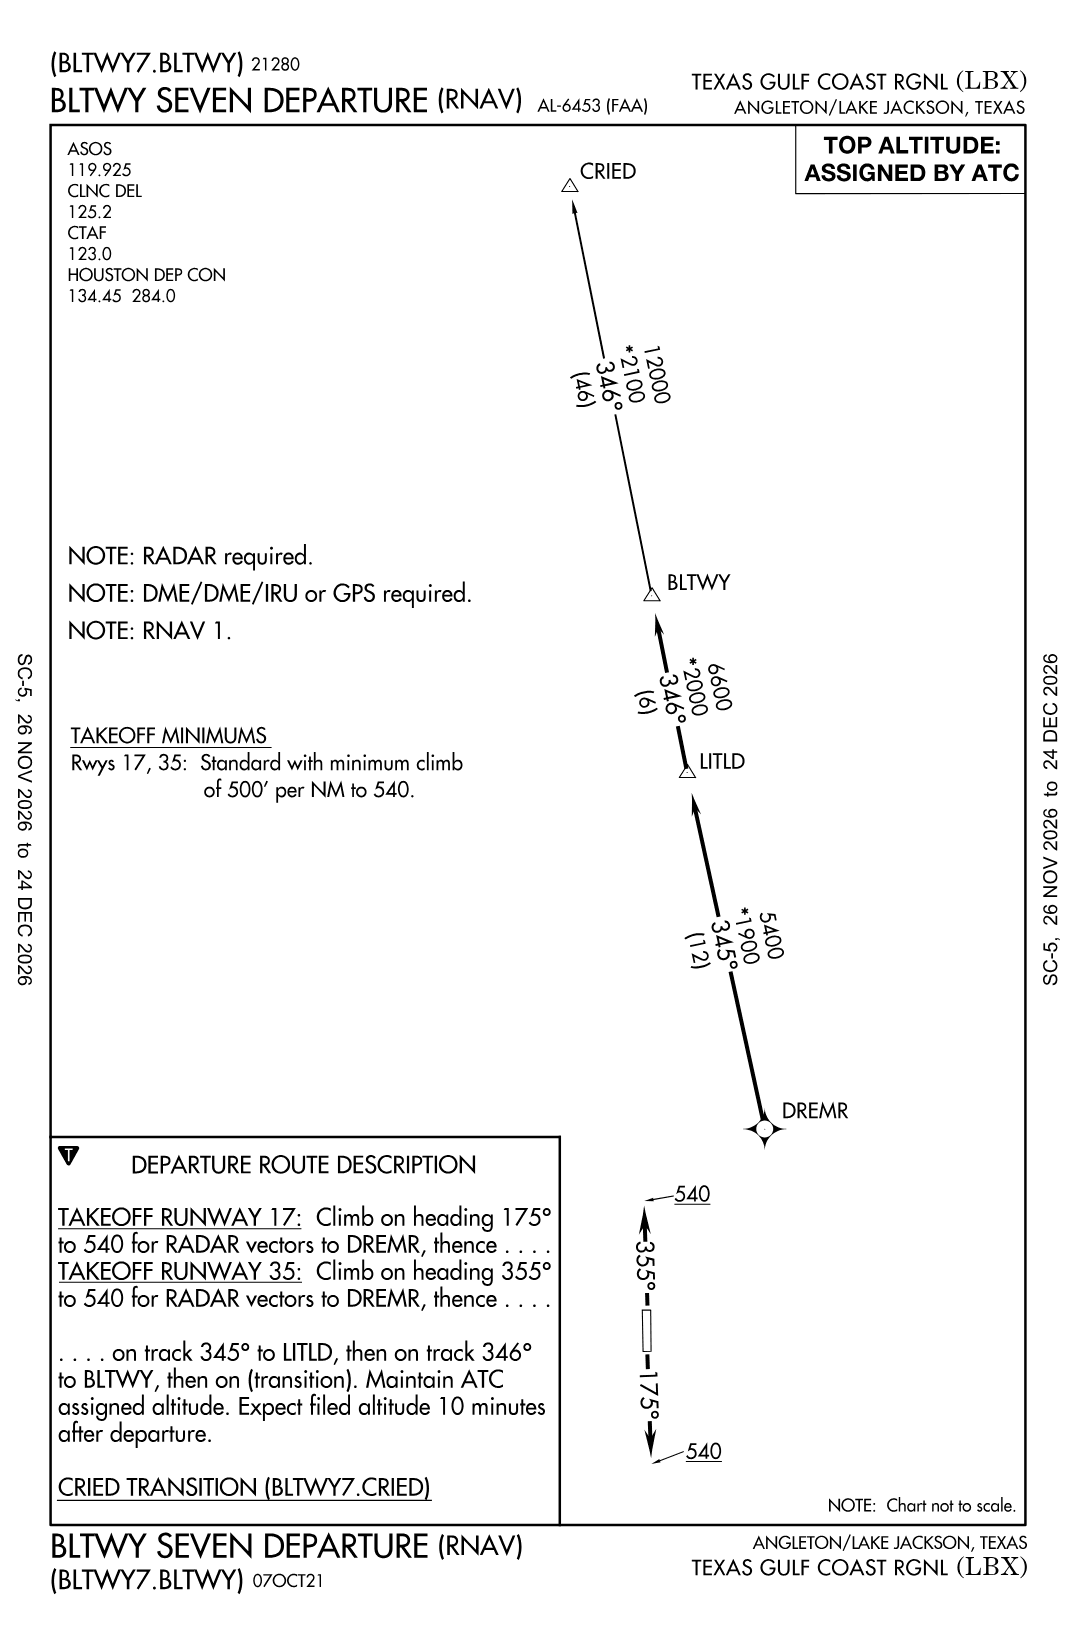 (BLTWY7.BLTWY) 21280
BLTWY SEVEN DEPARTURE (RNAV) AL-6453 (FAA)
TEXAS GULF COAST RGNL (LBX)
ANGLETON/LAKE JACKSON, TEXAS
TOP ALTITUDE:
ASSIGNED BY ATC
ASOS
119.925
CLNC DEL
125.2
CTAF
123.0
HOUSTON DEP CON
134.45 284.0
CRIED
12000
*2100
346°
(46)
NOTE: RADAR required.
NOTE: DME/DME/IRU or GPS required.
NOTE: RNAV 1.
BLTWY
6600
*2000
346°
(6)
LITLD
TAKEOFF MINIMUMS
Rwys 17, 35: Standard with minimum climb
of 500' per NM to 540.
5400
*1900
345°
(12)
DREMR
540
355°
175°
540
T
DEPARTURE ROUTE DESCRIPTION
TAKEOFF RUNWAY 17: Climb on heading 175°
to 540 for RADAR vectors to DREMR, thence . . . .
TAKEOFF RUNWAY 35: Climb on heading 355°
to 540 for RADAR vectors to DREMR, thence . . . .
. . . . on track 345° to LITLD, then on track 346°
to BLTWY, then on (transition). Maintain ATC
assigned altitude. Expect filed altitude 10 minutes
after departure.
CRIED TRANSITION (BLTWY7.CRIED)
NOTE: Chart not to scale.
BLTWY SEVEN DEPARTURE (RNAV)
(BLTWY7.BLTWY) 07OCT21
ANGLETON/LAKE JACKSON, TEXAS
TEXAS GULF COAST RGNL (LBX)
SC-5, 26 NOV 2026 to 24 DEC 2026
SC-5, 26 NOV 2026 to 24 DEC 2026